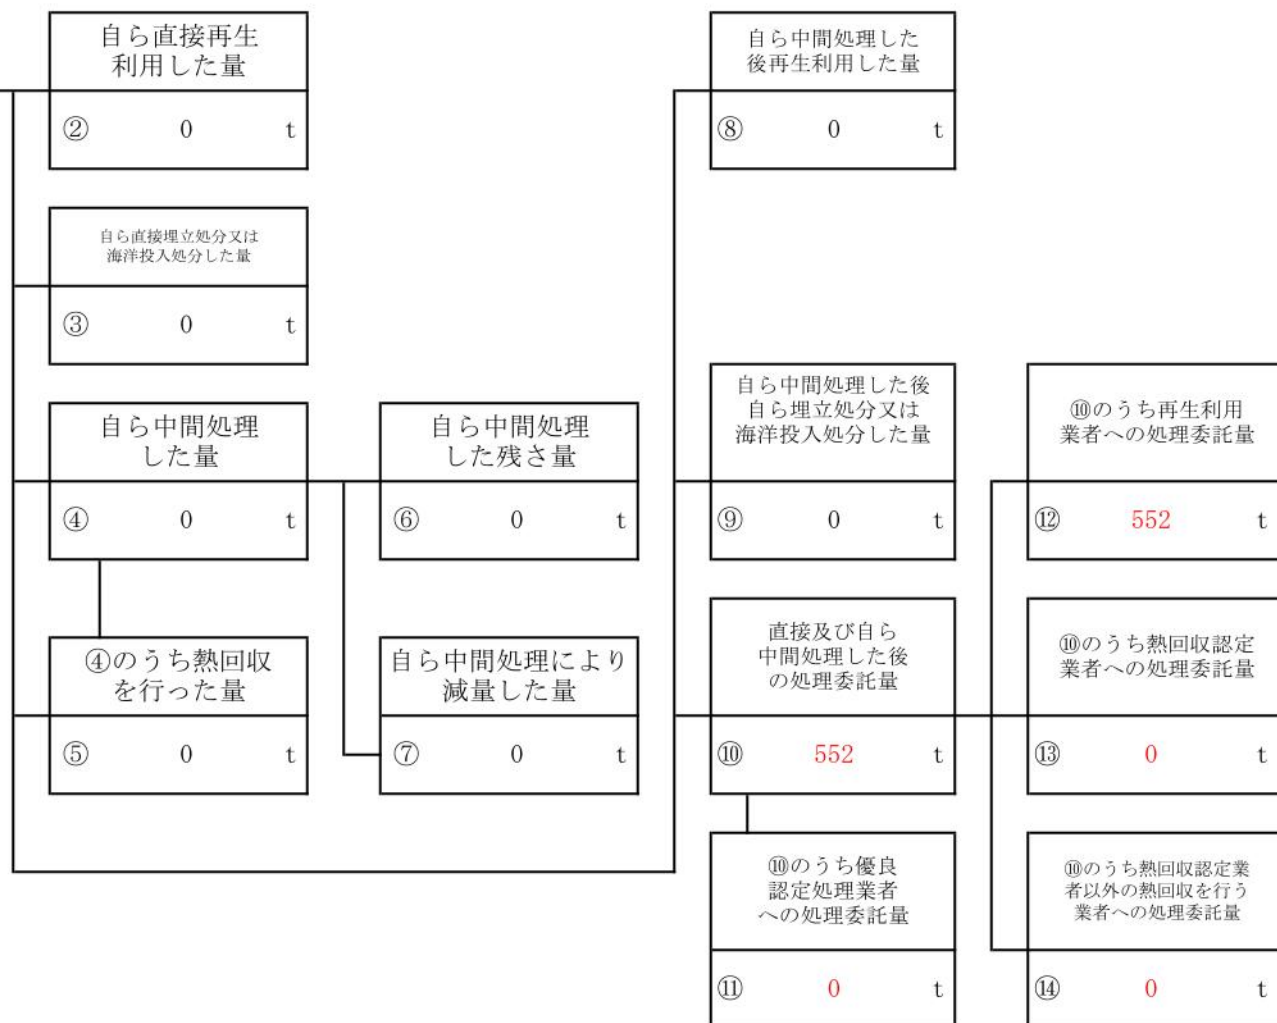 自ら直接再生
利用した量
② 0 t
自ら直接埋立処分又は
海洋投入処分した量
③ 0 t
自ら中間処理
した量
④ 0 t
④のうち熱回収
を行った量
⑤ 0 t
自ら中間処理
した残さ量
⑥ 0 t
自ら中間処理により
減量した量
⑦ 0 t
自ら中間処理した
後再生利用した量
⑧ 0 t
自ら中間処理した後
自ら埋立処分又は
海洋投入処分した量
⑨ 0 t
直接及び自ら
中間処理した後
の処理委託量
⑩ 552 t
⑩のうち優良
認定処理業者
への処理委託量
⑪ 0 t
⑩のうち再生利用
業者への処理委託量
⑫ 552 t
⑩のうち熱回収認定
業者への処理委託量
⑬ 0 t
⑩のうち熱回収認定業
者以外の熱回収を行う
業者への処理委託量
⑭ 0 t